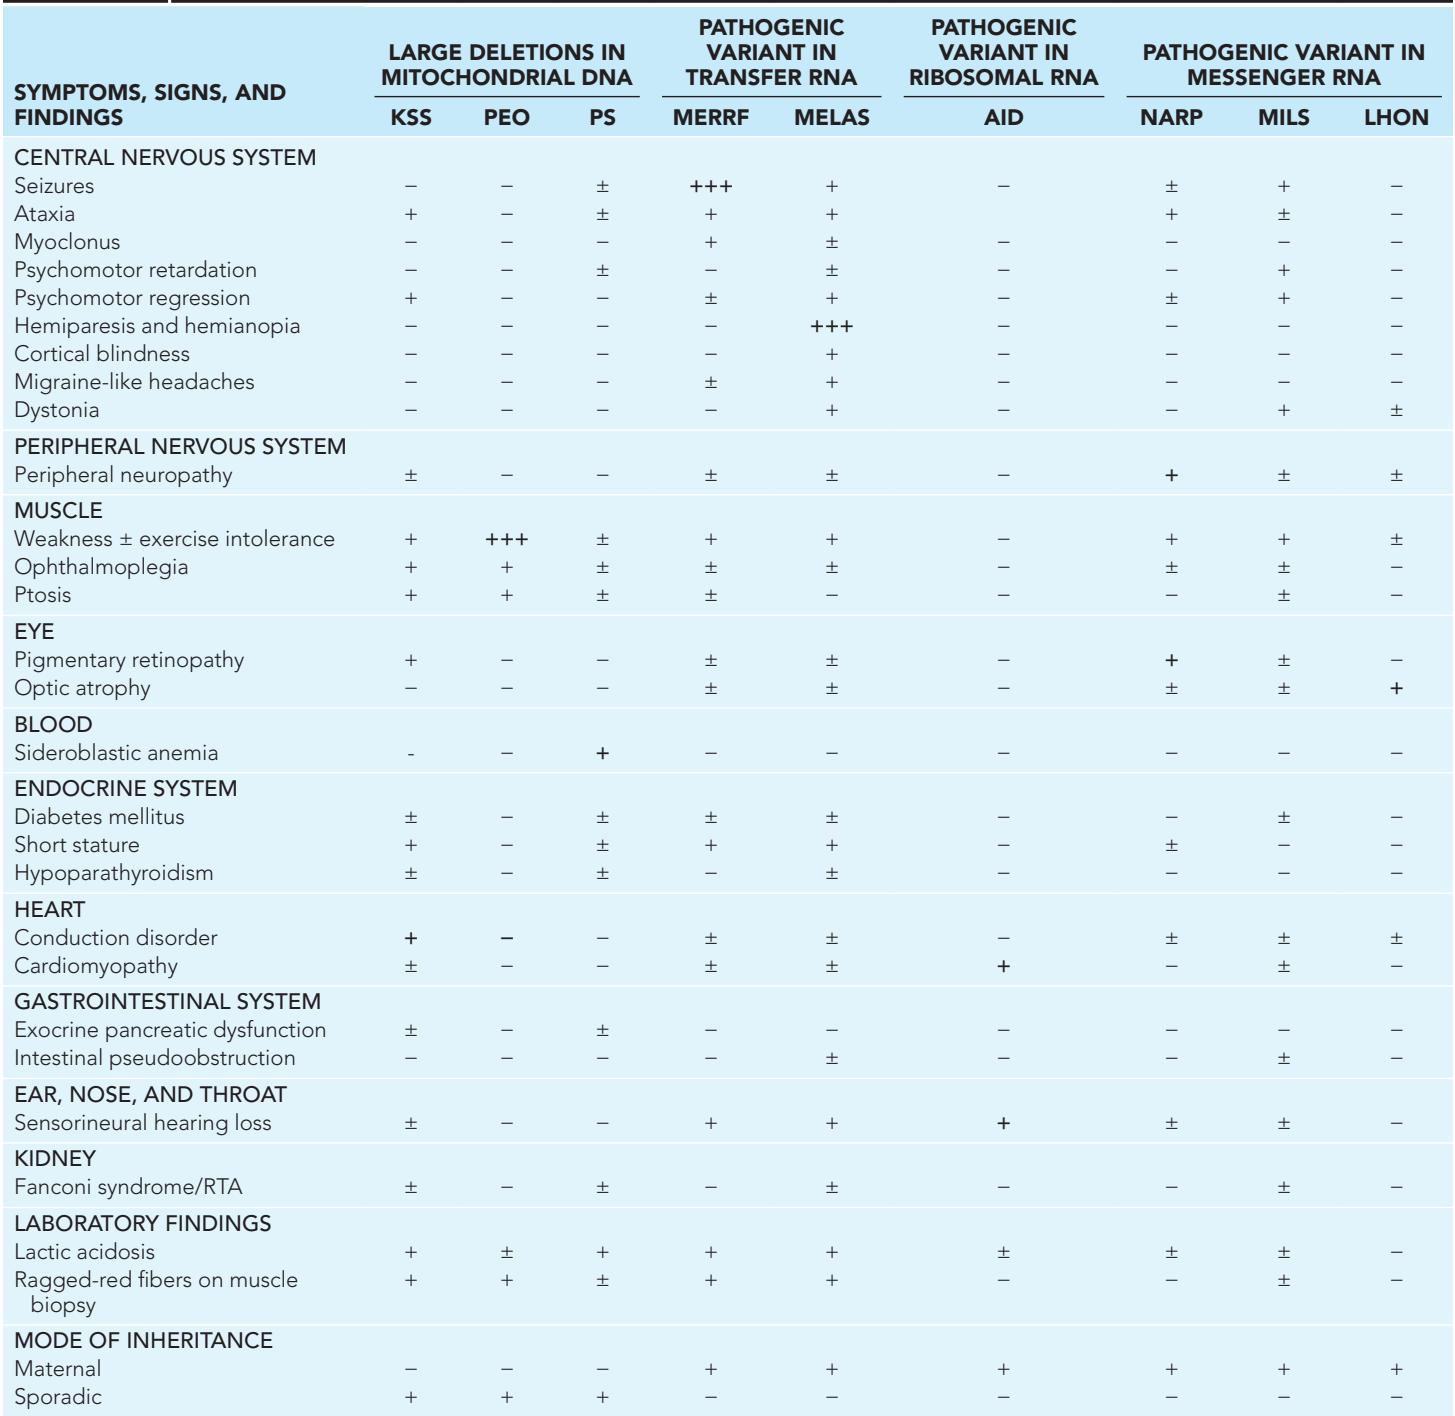 PATHOGENIC PATHOGENIC
LARGE DELETIONS IN VARIANT IN VARIANT IN PATHOGENIC VARIANT IN
SYMPTOMS, SIGNS, AND MITOCHONDRIAL DNA TRANSFER RNA RIBOSOMAL RNA MESSENGER RNA
FINDINGS KSS PEO PS MERRF MELAS AID NARP MILS LHON
CENTRAL NERVOUS SYSTEM
Seizures − − ± +++ + − ± + −
Ataxia + − ± + + + ± −
Myoclonus − − − + ± − − − −
Psychomotor retardation − − ± − ± − − + −
Psychomotor regression + − − ± + − ± + −
Hemiparesis and hemianopia − − − − +++ − − − −
Cortical blindness − − − − + − − − −
Migraine-like headaches − − − ± + − − − −
Dystonia − − − − + − − + ±
PERIPHERAL NERVOUS SYSTEM
Peripheral neuropathy ± − − ± ± − + ± ±
MUSCLE
Weakness ± exercise intolerance + +++ ± + + − + + ±
Ophthalmoplegia + + ± ± ± − ± ± −
Ptosis + + ± ± − − − ± −
EYE
Pigmentary retinopathy + − − ± ± − + ± −
Optic atrophy − − − ± ± − ± ± +
BLOOD
Sideroblastic anemia - − + − − − − − −
ENDOCRINE SYSTEM
Diabetes mellitus ± − ± ± ± − − ± −
Short stature + − ± + + − ± − −
Hypoparathyroidism ± − ± − ± − − − −
HEART
Conduction disorder + − − ± ± − ± ± ±
Cardiomyopathy ± − − ± ± + − ± −
GASTROINTESTINAL SYSTEM
Exocrine pancreatic dysfunction ± − ± − − − − − −
Intestinal pseudoobstruction − − − − ± − − ± −
EAR, NOSE, AND THROAT
Sensorineural hearing loss ± − − + + + ± ± −
KIDNEY
Fanconi syndrome/RTA ± − ± − ± − − ± −
LABORATORY FINDINGS
Lactic acidosis + ± + + + ± ± ± −
Ragged-red fibers on muscle + + ± + + − − ± −
biopsy
MODE OF INHERITANCE
Maternal − − − + + + + + +
Sporadic + + + − − − − − −